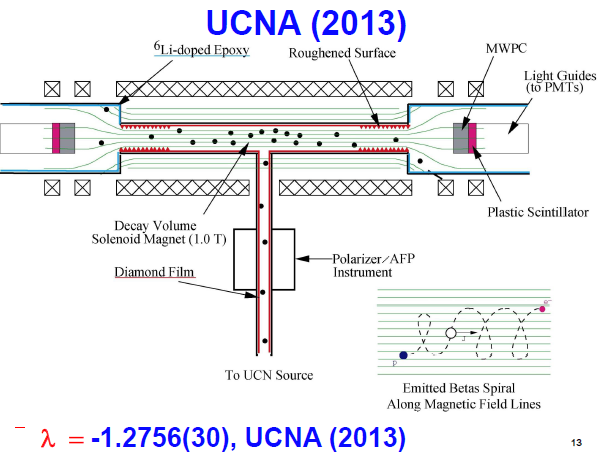 UCNA (2013)
6Li-doped Epoxy
Roughened Surface
MWPC
Light Guides
(to PMTs)
Plastic Scintillator
Decay Volume
Solenoid Magnet (1.0 T)
Diamond Film
Polarizer/AFP
Instrument
To UCN Source
e
J
p
Emitted Betas Spiral
Along Magnetic Field Lines
λ = -1.2756(30), UCNA (2013)
13